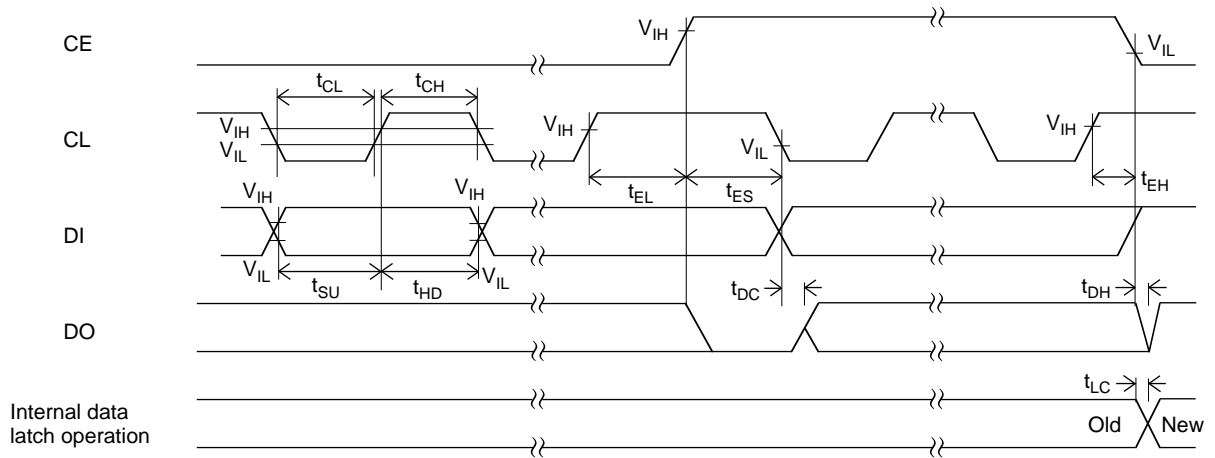 CE
V_IH
V_IL
t_CL
t_CH
CL
V_IH
V_IL
V_IH
V_IL
V_IH
t_EL
t_ES
t_EH
DI
V_IH
V_IH
V_IL
V_IL
t_SU
t_HD
t_DC
t_DH
DO
t_LC
Internal data
latch operation
Old
New